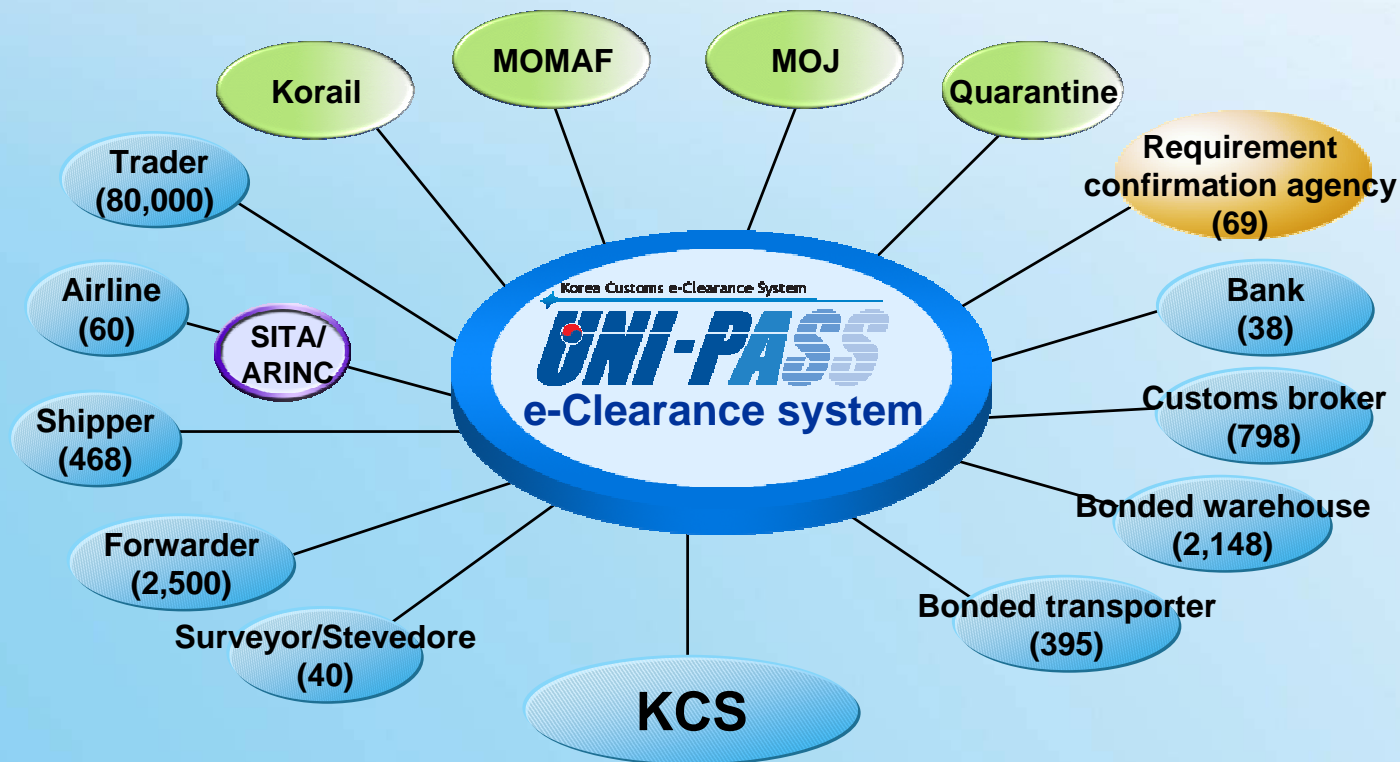 MOMAF
MOJ
Korail
Quarantine
Requirement
confirmation agency
(69)
Trader
(80,000)
Airline
(60)
SITA/
ARINC
Korea Customs e-Clearance System
UNI-PASS
e-Clearance system
Bank
(38)
Customs broker
(798)
Shipper
(468)
Bonded warehouse
(2,148)
Forwarder
(2,500)
Bonded transporter
(395)
Surveyor/Stevedore
(40)
KCS